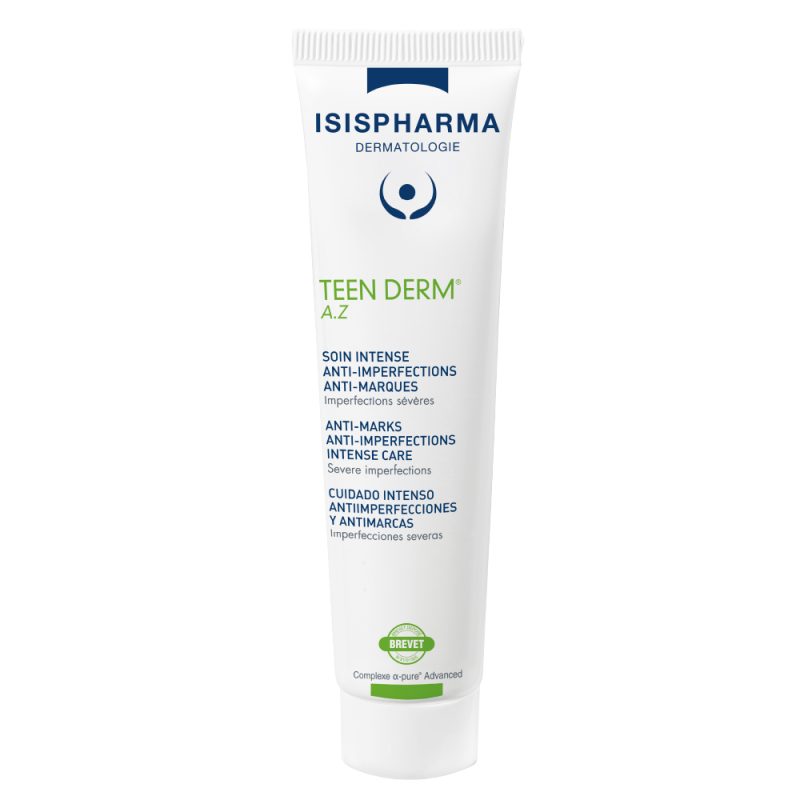 ISISPHARMA
DERMATOLOGIE
TEEN DERM®
A.Z
SOIN INTENSE
ANTI-IMPERFECTIONS
ANTI-MARQUES
Imperfections sévères
ANTI-MARKS
ANTI-IMPERFECTIONS
INTENSE CARE
Severe imperfections
CUIDADO INTENSO
ANTIIMPERFECCIONES
Y ANTIMARCAS
Imperfecciones severas
BREVET
Complexe α-pure® Advanced